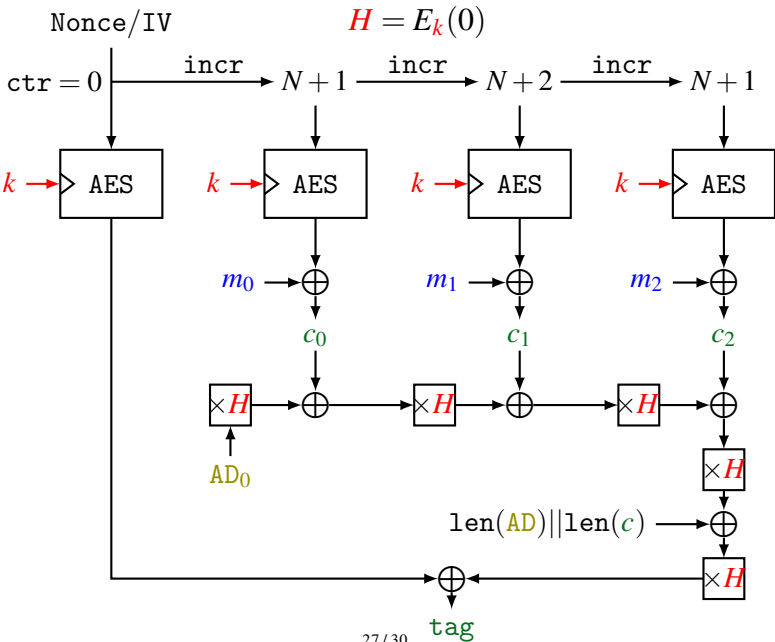 Nonce/IV
H = E_k(0)
ctr = 0 incr N + 1 incr N + 2 incr N + 1
k AES k AES k AES k AES
m_0 m_1 m_2
c_0 c_1 c_2
×H ×H ×H
AD_0
×H
len(AD)||len(c)
×H
27/30
tag